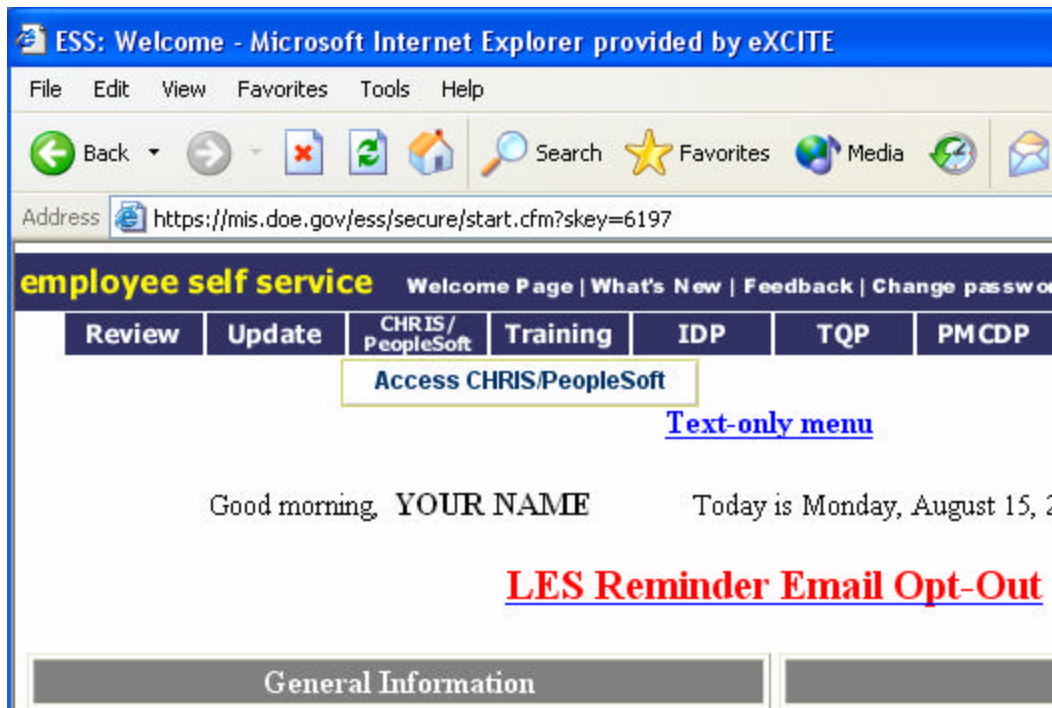 ESS: Welcome - Microsoft Internet Explorer provided by eXCITE
File Edit View Favorites Tools Help
Back Search Favorites Media
Address https://mis.doe.gov/ess/secure/start.cfm?skey=6197
employee self service Welcome Page | What's New | Feedback | Change passwo
Review Update CHRIS/ PeopleSoft Training IDP TQP PMCDP
Access CHRIS/PeopleSoft
Text-only menu
Good morning, YOUR NAME Today is Monday, August 15, 2
LES Reminder Email Opt-Out
General Information